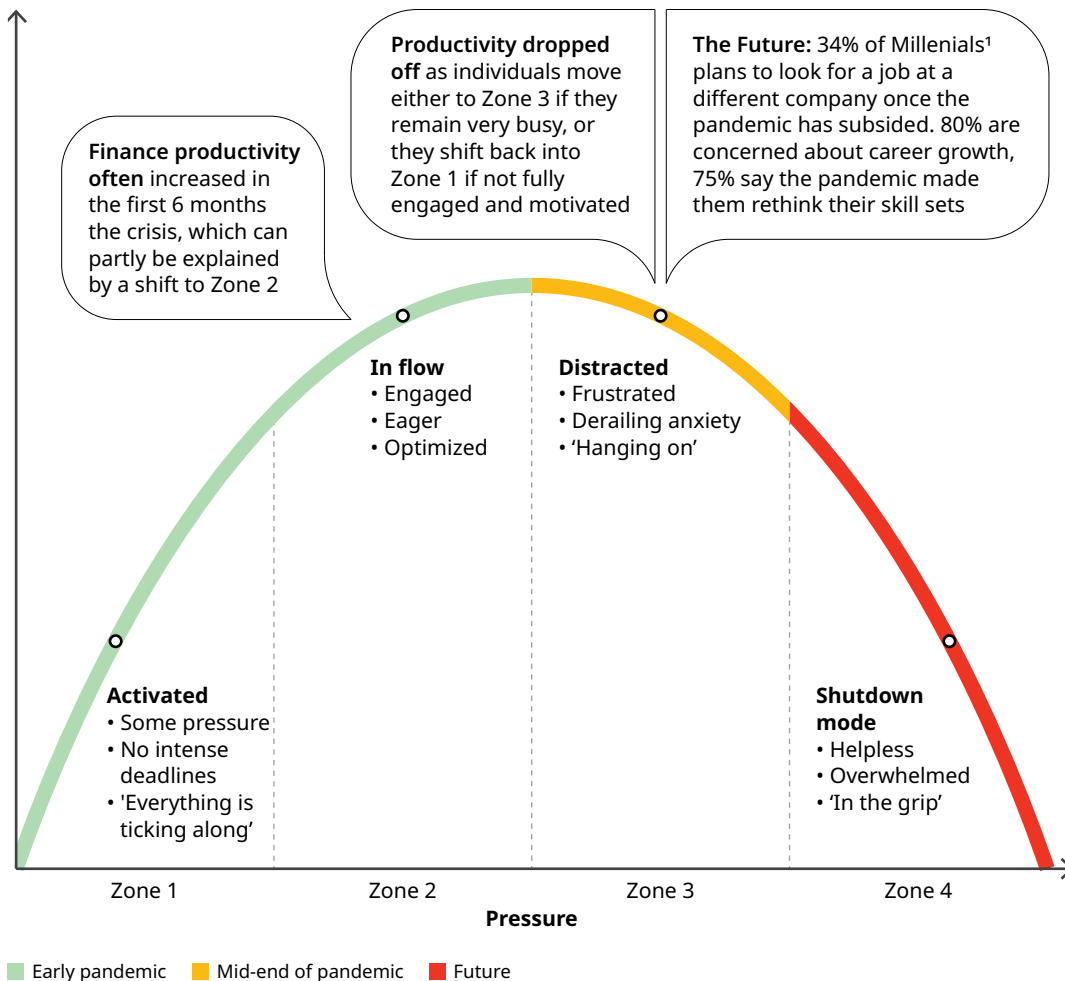 Finance productivity
often increased in
the first 6 months
the crisis, which can
partly be explained
by a shift to Zone 2
Productivity dropped
off as individuals move
either to Zone 3 if they
remain very busy, or
they shift back into
Zone 1 if not fully
engaged and motivated
The Future: 34% of Millenials¹
plans to look for a job at a
different company once the
pandemic has subsided. 80% are
concerned about career growth,
75% say the pandemic made
them rethink their skill sets
In flow
• Engaged
• Eager
• Optimized
Distracted
• Frustrated
• Derailing anxiety
• ‘Hanging on’
Activated
• Some pressure
• No intense
deadlines
• 'Everything is
ticking along’
Shutdown
mode
• Helpless
• Overwhelmed
• ‘In the grip’
Zone 1
Zone 2
Zone 3
Zone 4
Pressure
Early pandemic
Mid-end of pandemic
Future